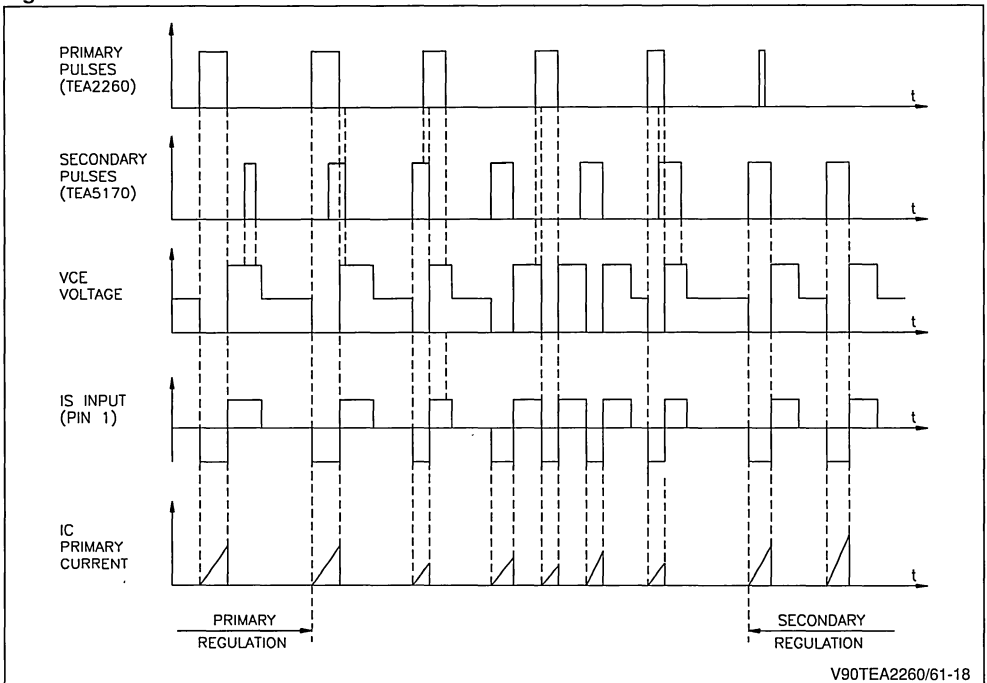 PRIMARY
PULSES
(TEA2260)
t
SECONDARY
PULSES
(TEA5170)
t
VCE
VOLTAGE
t
IS INPUT
(PIN 1)
t
IC
PRIMARY
CURRENT
t
PRIMARY
REGULATION
SECONDARY
REGULATION
V90TEA2260/61-18